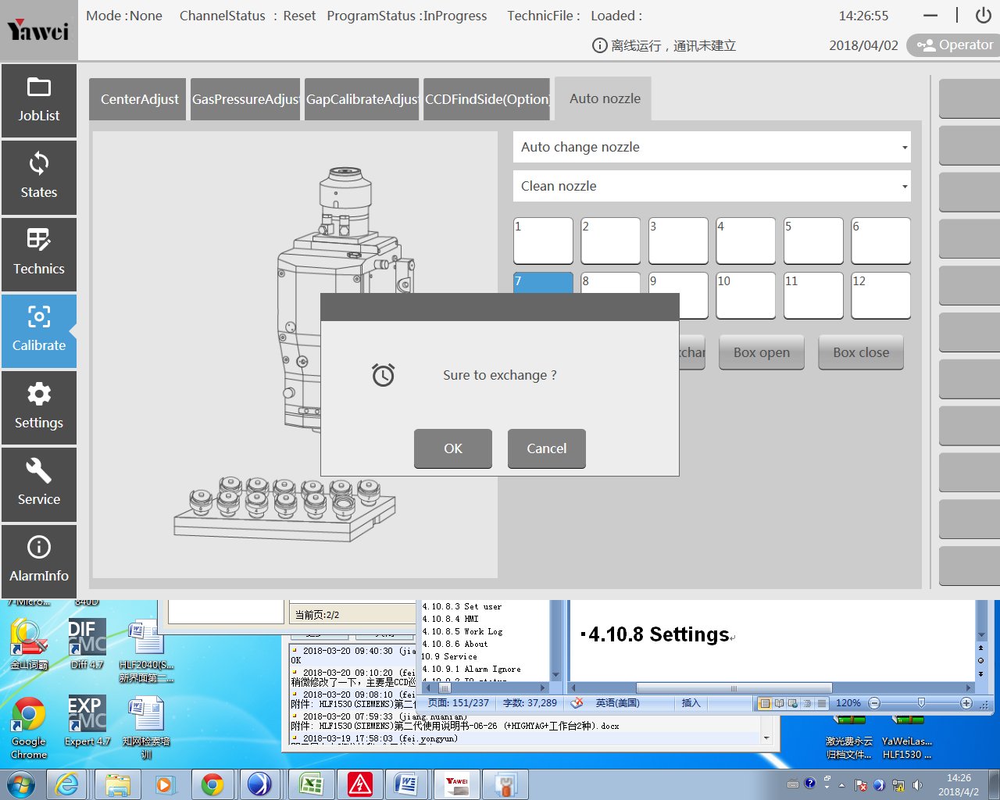 Yawei
Mode : None ChannelStatus : Reset ProgramStatus : InProgress TechnicFile : Loaded : 14:26:55
离线运行，通讯未建立 2018/04/02 Operator
JobList
States
Technics
Calibrate
Settings
Service
AlarmInfo
CenterAdjust GasPressureAdjust GapCalibrateAdjust CCDFindSide(Option) Auto nozzle
Auto change nozzle
Clean nozzle
1 2 3 4 5 6
7 8 9 10 11 12
xchar Box open Box close
Sure to exchange ?
OK Cancel
7-Micro... 840D
金山词霸 Diff 4.7 HLF2040(S...
新界面第二...
DIF
CMC
EXP
CMC
Google
Chrome
Expert 4.7 知网检索培
训
当前页:2/2
2018-03-20 09:40:30 (jia
OK
2018-03-20 09:10:20 (fei
稍微修改了一下，主要是CCD巡
2018-03-20 09:08:10 (fei
附件: HLF1530(SIEMENS)第二
2018-03-20 07:59:33 (jiang.huanlan)
附件: HLF1530(SIEMENS)第二代使用说明书-06-26 (+HIGHYAG+工作台2种).docx
2018-03-19 17:58:03 (fei.yongyun)
4.10.8.3 Set user
4.10.8.4 HMI
4.10.8.5 Work Log
4.10.8.6 About
10.9 Service
4.10.9.1 Alarm Ignore
4.10.8 Settings
页面: 151/237 字数: 37,289 英语(美国) 插入 120%
激光费永云
归档文件...
YaWeiLas...
HLF1530 ...
YAWEI
14:26
2018/4/2